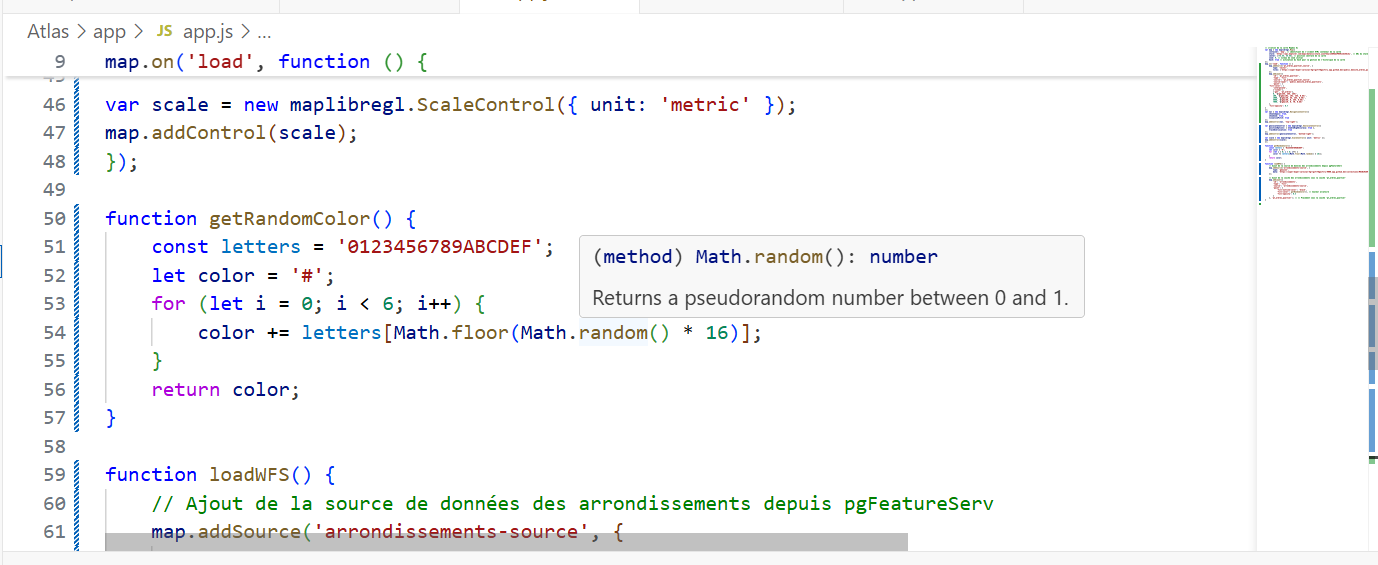 Atlas > app > JS app.js > ...
9 map.on('load', function () {
46 var scale = new maplibregl.ScaleControl({ unit: 'metric' });
47 map.addControl(scale);
48 });
49
50 function getRandomColor() {
51 const letters = '0123456789ABCDEF';
(method) Math.random(): number
52 let color = '#';
Returns a pseudorandom number between 0 and 1.
53 for (let i = 0; i < 6; i++) {
54 color += letters[Math.floor(Math.random() * 16)];
55 }
56 return color;
57 }
58
59 function loadWFS() {
60 // Ajout de la source de données des arrondissements depuis pgFeatureServ
61 map.addSource('arrondissements-source', {